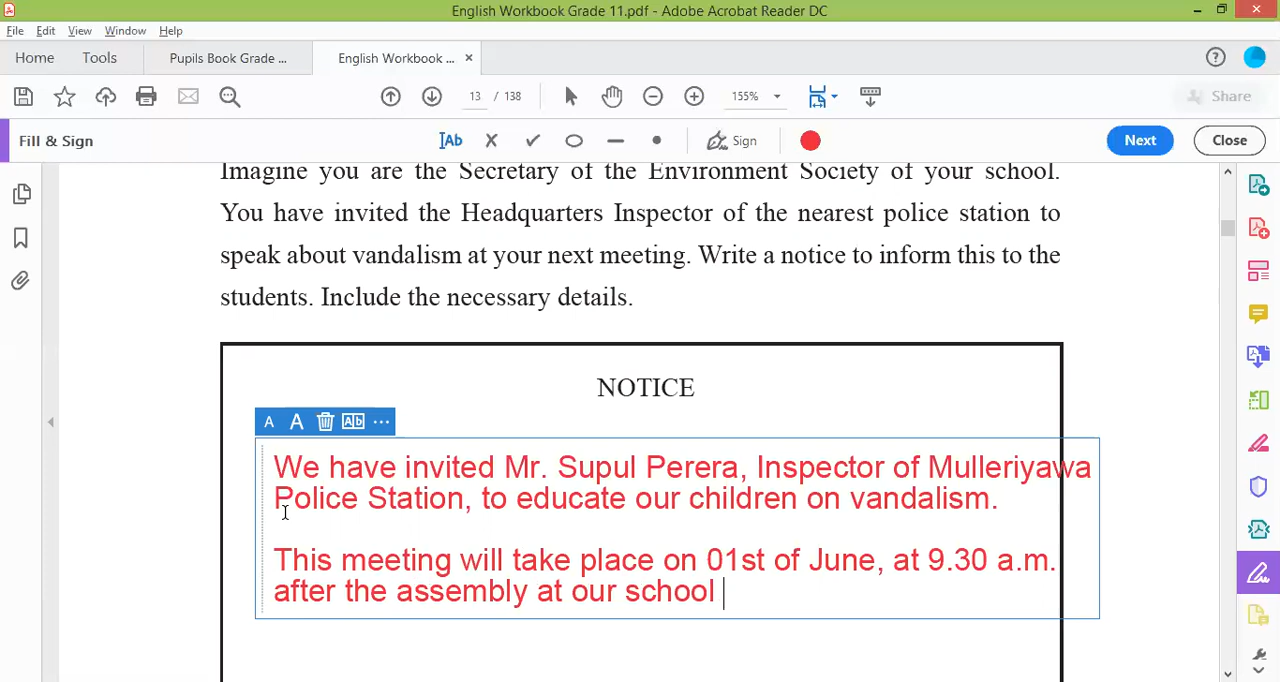 English Workbook Grade 11.pdf - Adobe Acrobat Reader DC
File Edit View Window Help
Home Tools Pupils Book Grade ... English Workbook ... ×
13 / 138 155% Share
Fill & Sign Ab Sign Next Close
Imagine you are the Secretary of the Environment Society of your school.
You have invited the Headquarters Inspector of the nearest police station to
speak about vandalism at your next meeting. Write a notice to inform this to the
students. Include the necessary details.
NOTICE
A A Ab ...
We have invited Mr. Supul Perera, Inspector of Mulleriyawa
Police Station, to educate our children on vandalism.
This meeting will take place on 01st of June, at 9.30 a.m.
after the assembly at our school